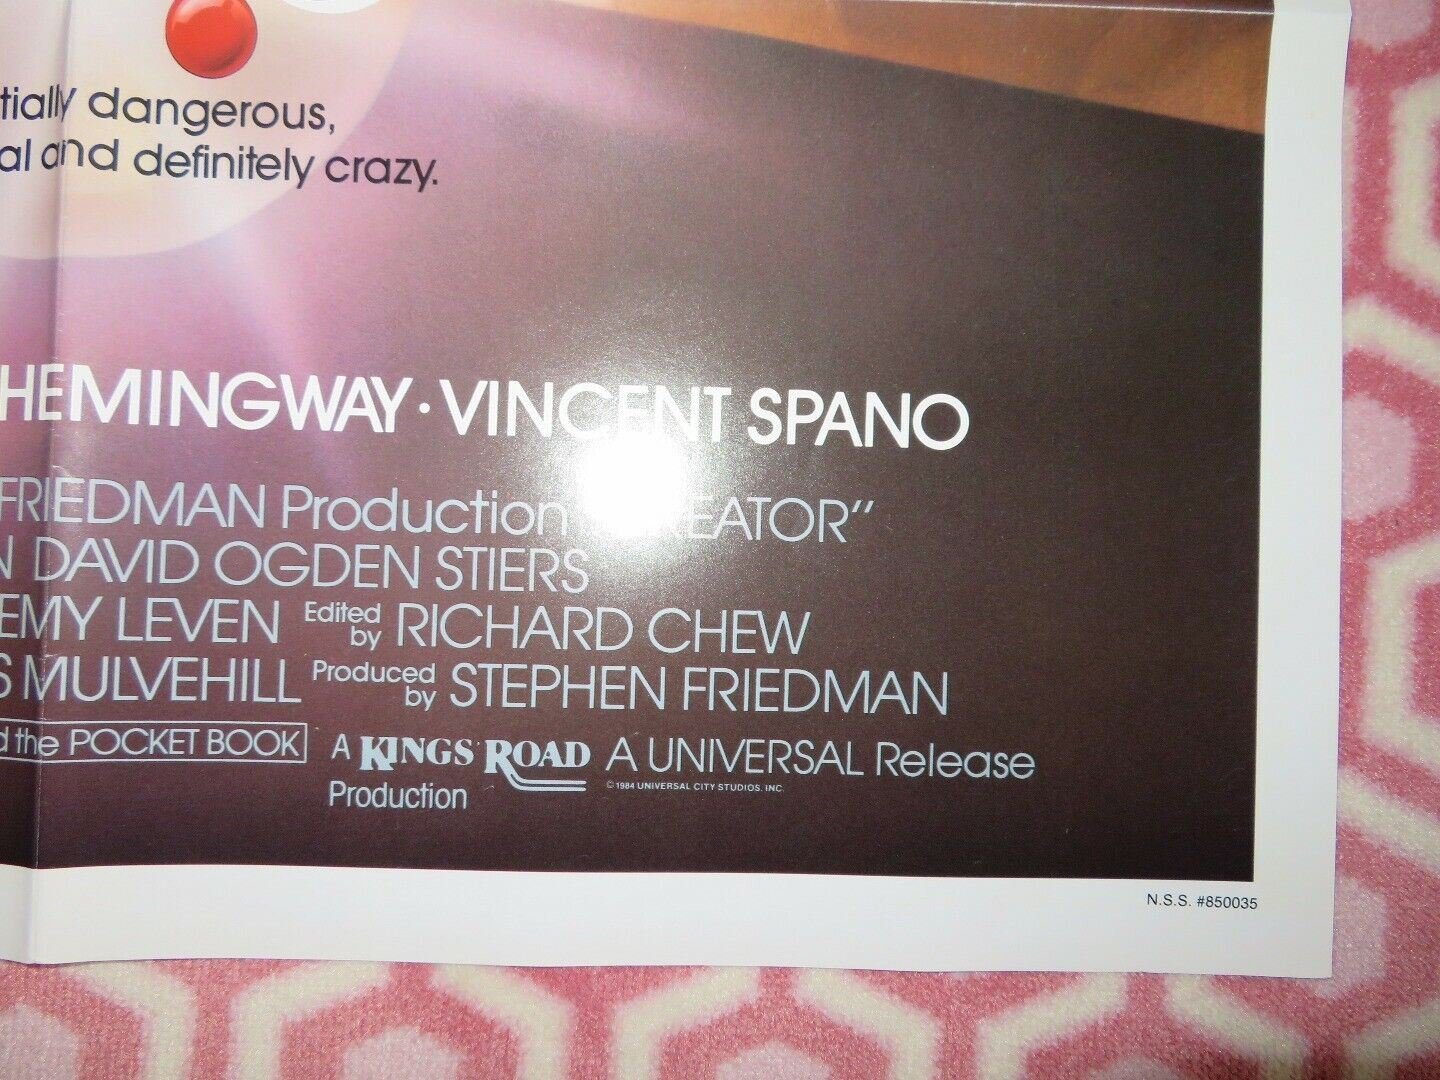 tially dangerous,
al and definitely crazy.
HEMINGWAY · VINCENT SPANO
FRIEDMAN Production EATOR"
N DAVID OGDEN STIERS
EMY LEVEN Edited by RICHARD CHEW
S MULVEHILL Produced by STEPHEN FRIEDMAN
d the POCKET BOOK A KINGS ROAD Production A UNIVERSAL Release
© 1984 UNIVERSAL CITY STUDIOS, INC.
N.S.S. #850035